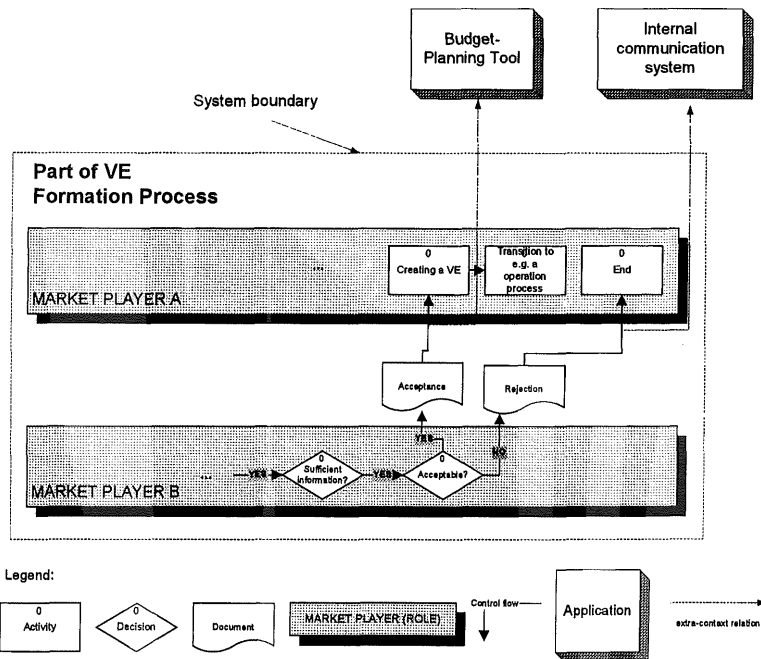 Budget-
Planning Tool
Internal
communication
system
System boundary
Part of VE
Formation Process
...
0
Creating a VE
Transition to
e.g. a
operation
process
0
End
MARKET PLAYER A
Acceptance
Rejection
YES
NO
...
YES
0
Sufficient
information?
YES
0
Acceptable?
MARKET PLAYER B
Legend:
0
Activity
0
Decision
Document
MARKET PLAYER (ROLE)
Control flow
Application
extra-context relation